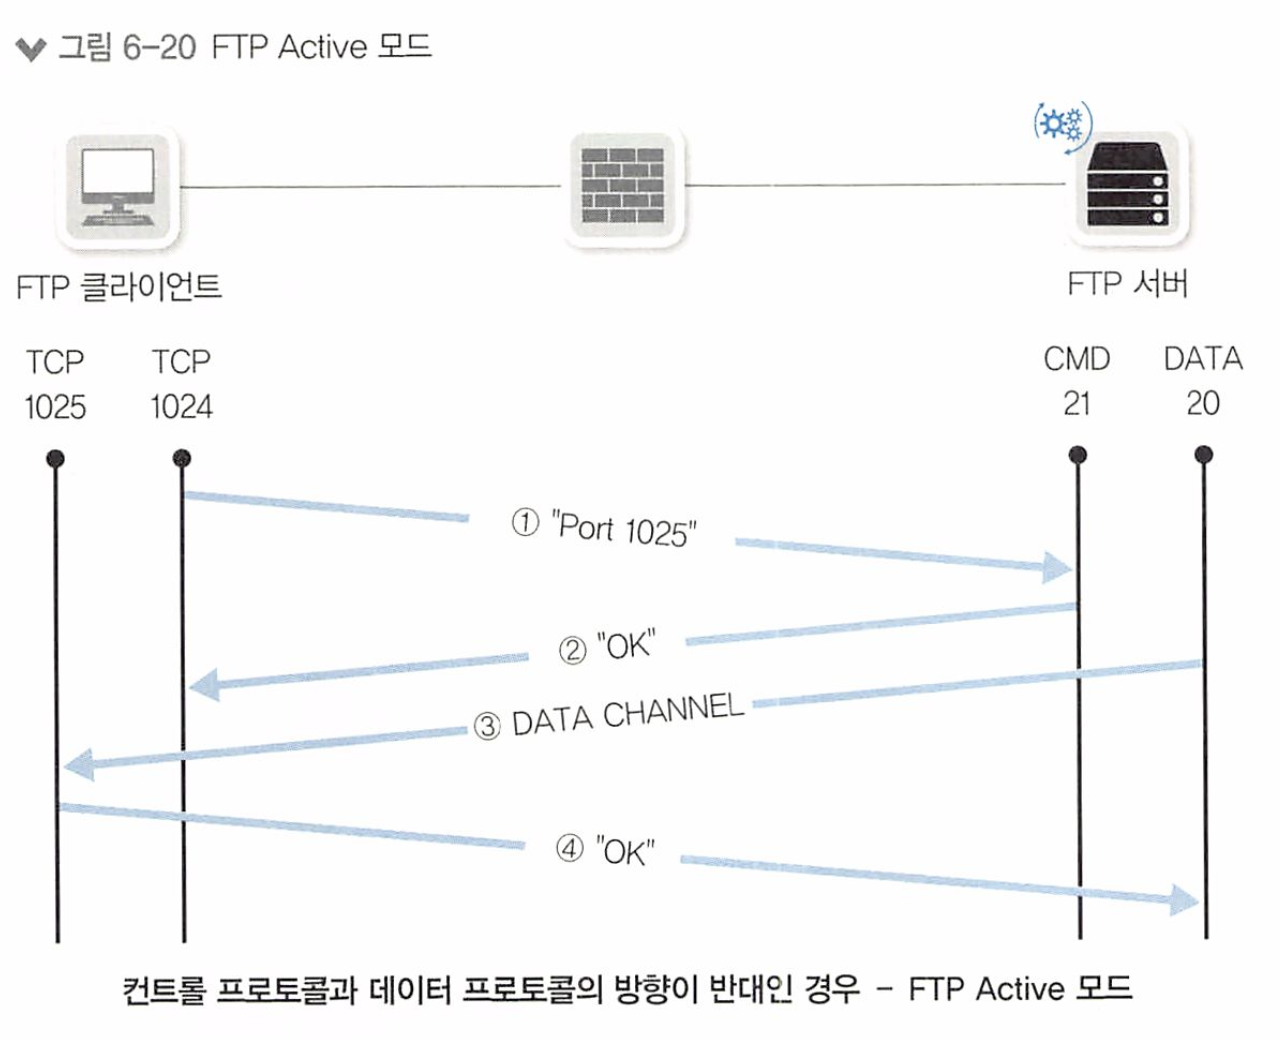 그림 6-20 FTP Active 모드
FTP 클라이언트
FTP 서버
TCP 1025
TCP 1024
CMD 21
DATA 20
① "Port 1025"
② "OK"
③ DATA CHANNEL
④ "OK"
컨트롤 프로토콜과 데이터 프로토콜의 방향이 반대인 경우 - FTP Active 모드